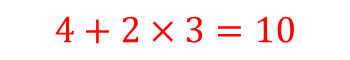 4 + 2 × 3 = 10